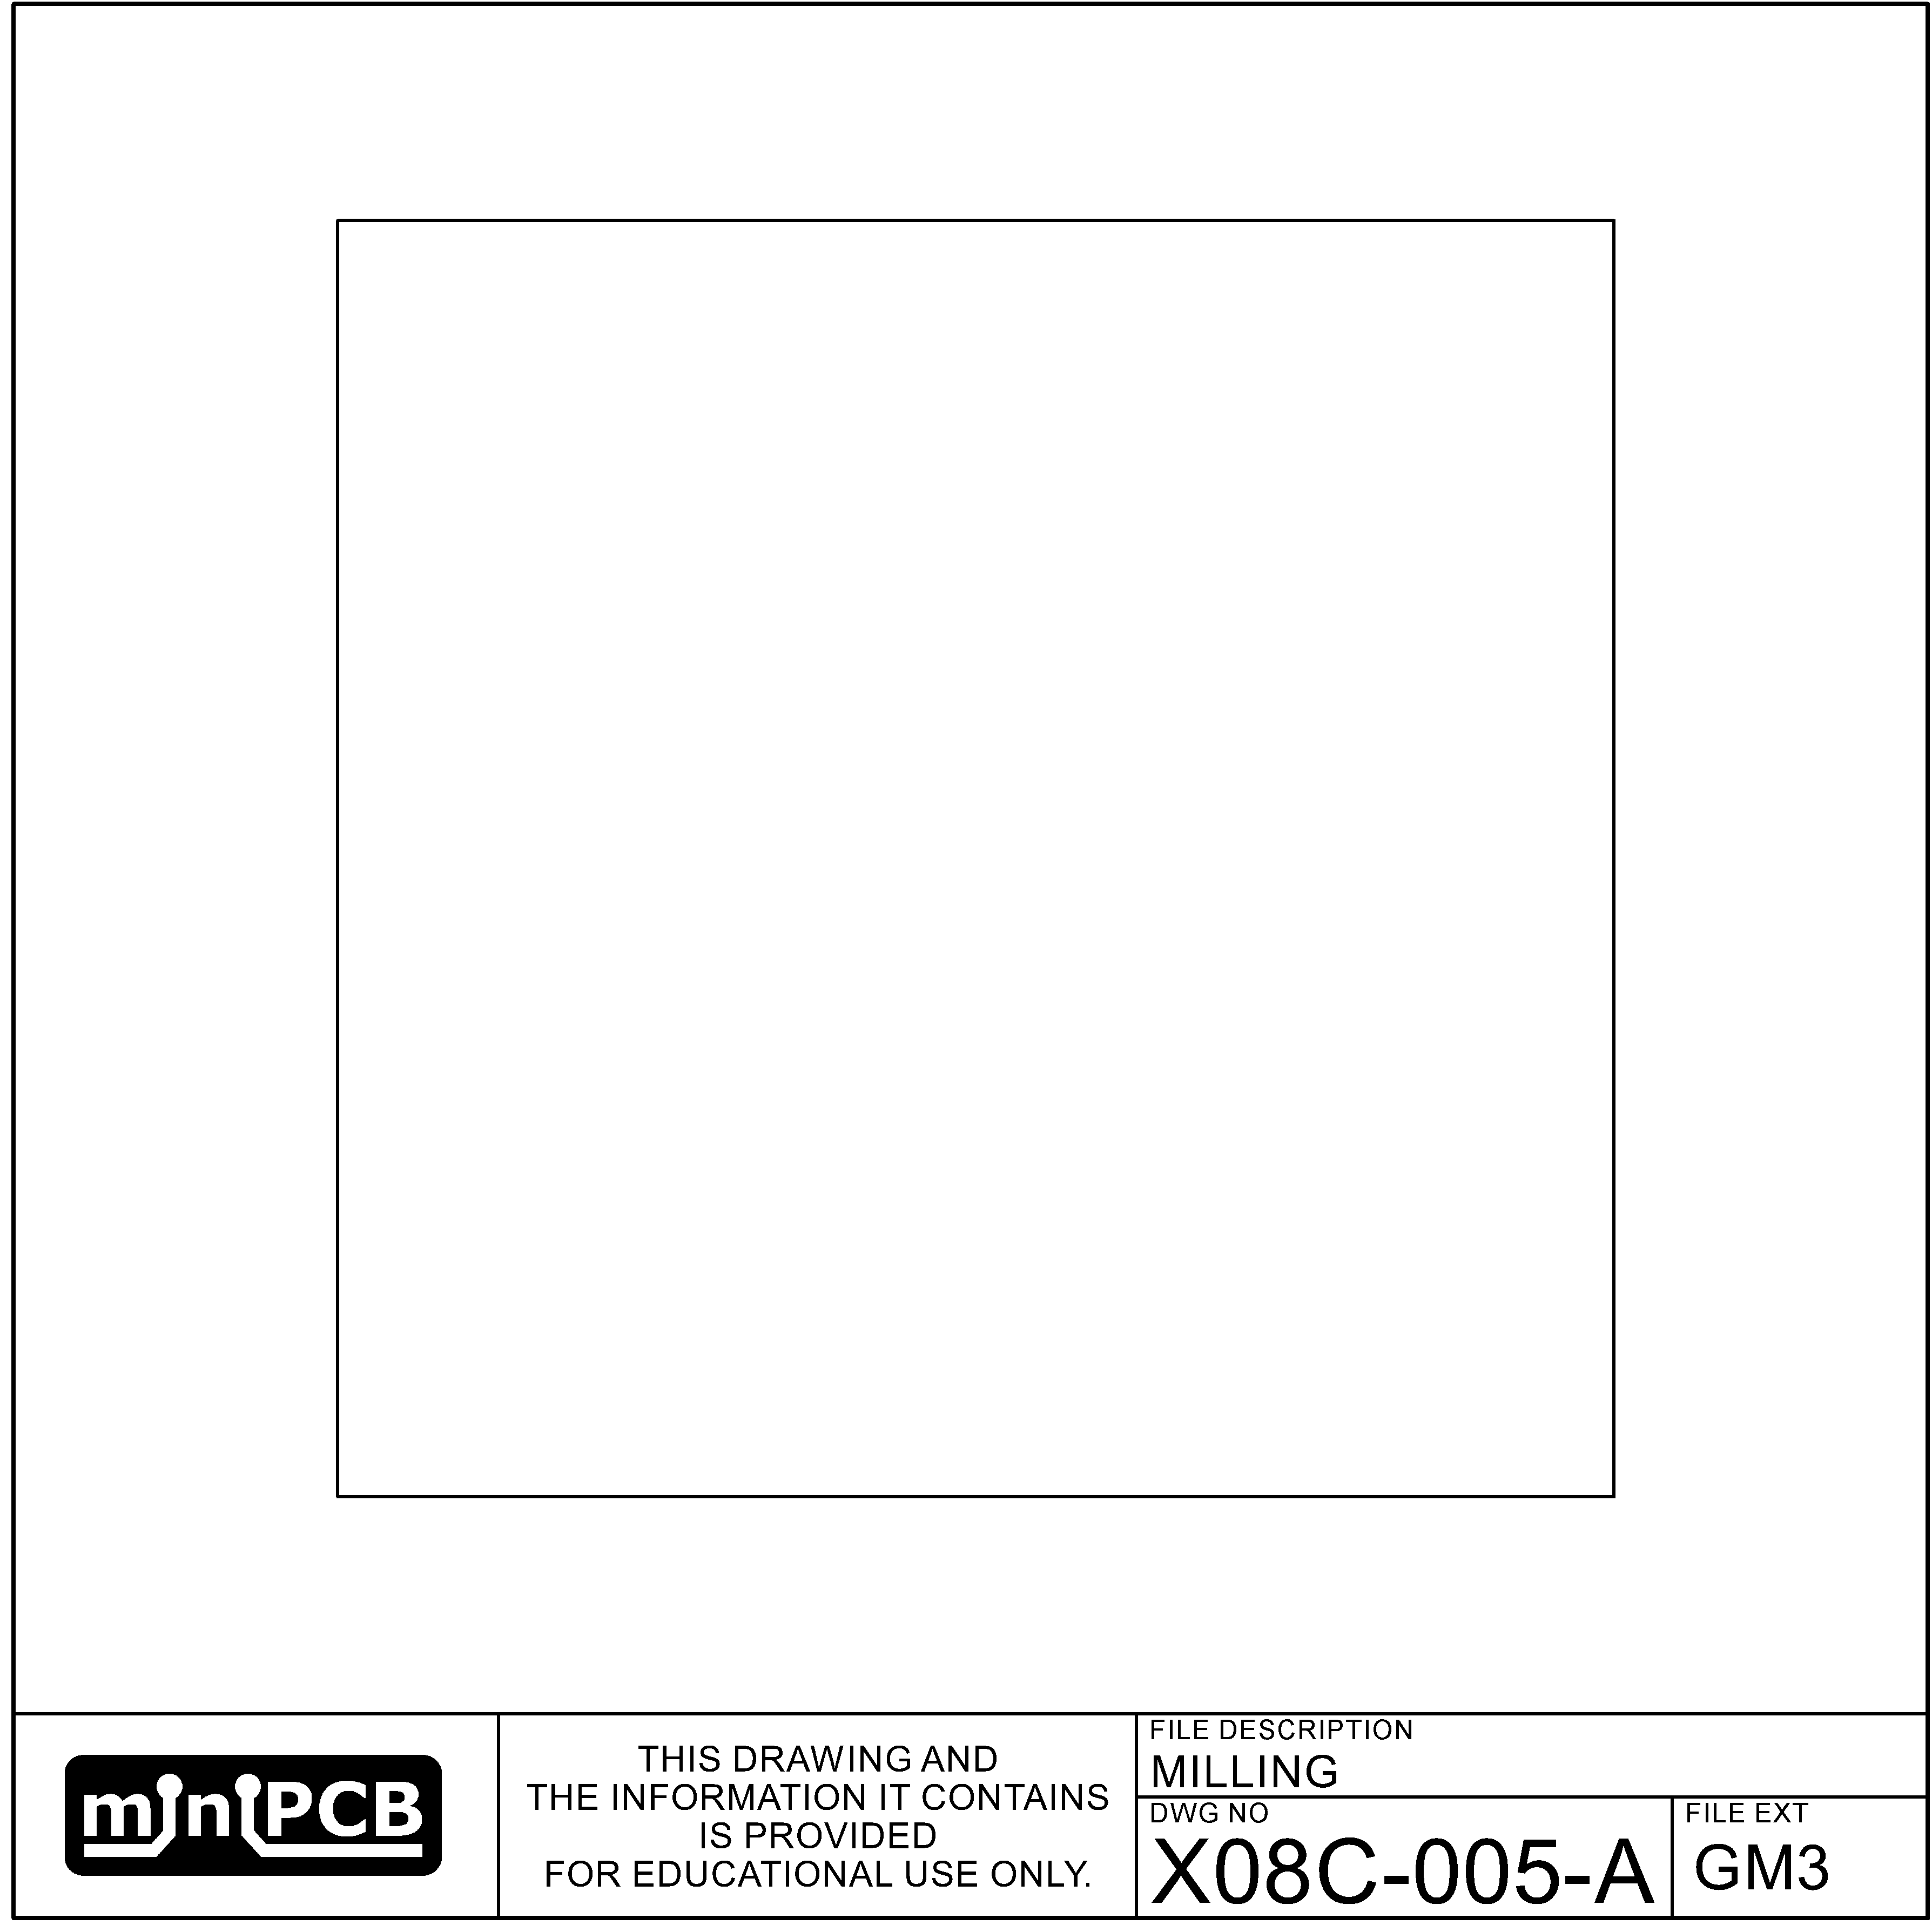 miniPCB
THIS DRAWING AND
THE INFORMATION IT CONTAINS
IS PROVIDED
FOR EDUCATIONAL USE ONLY.
FILE DESCRIPTION
MILLING
DWG NO
X08C-005-A
FILE EXT
GM3